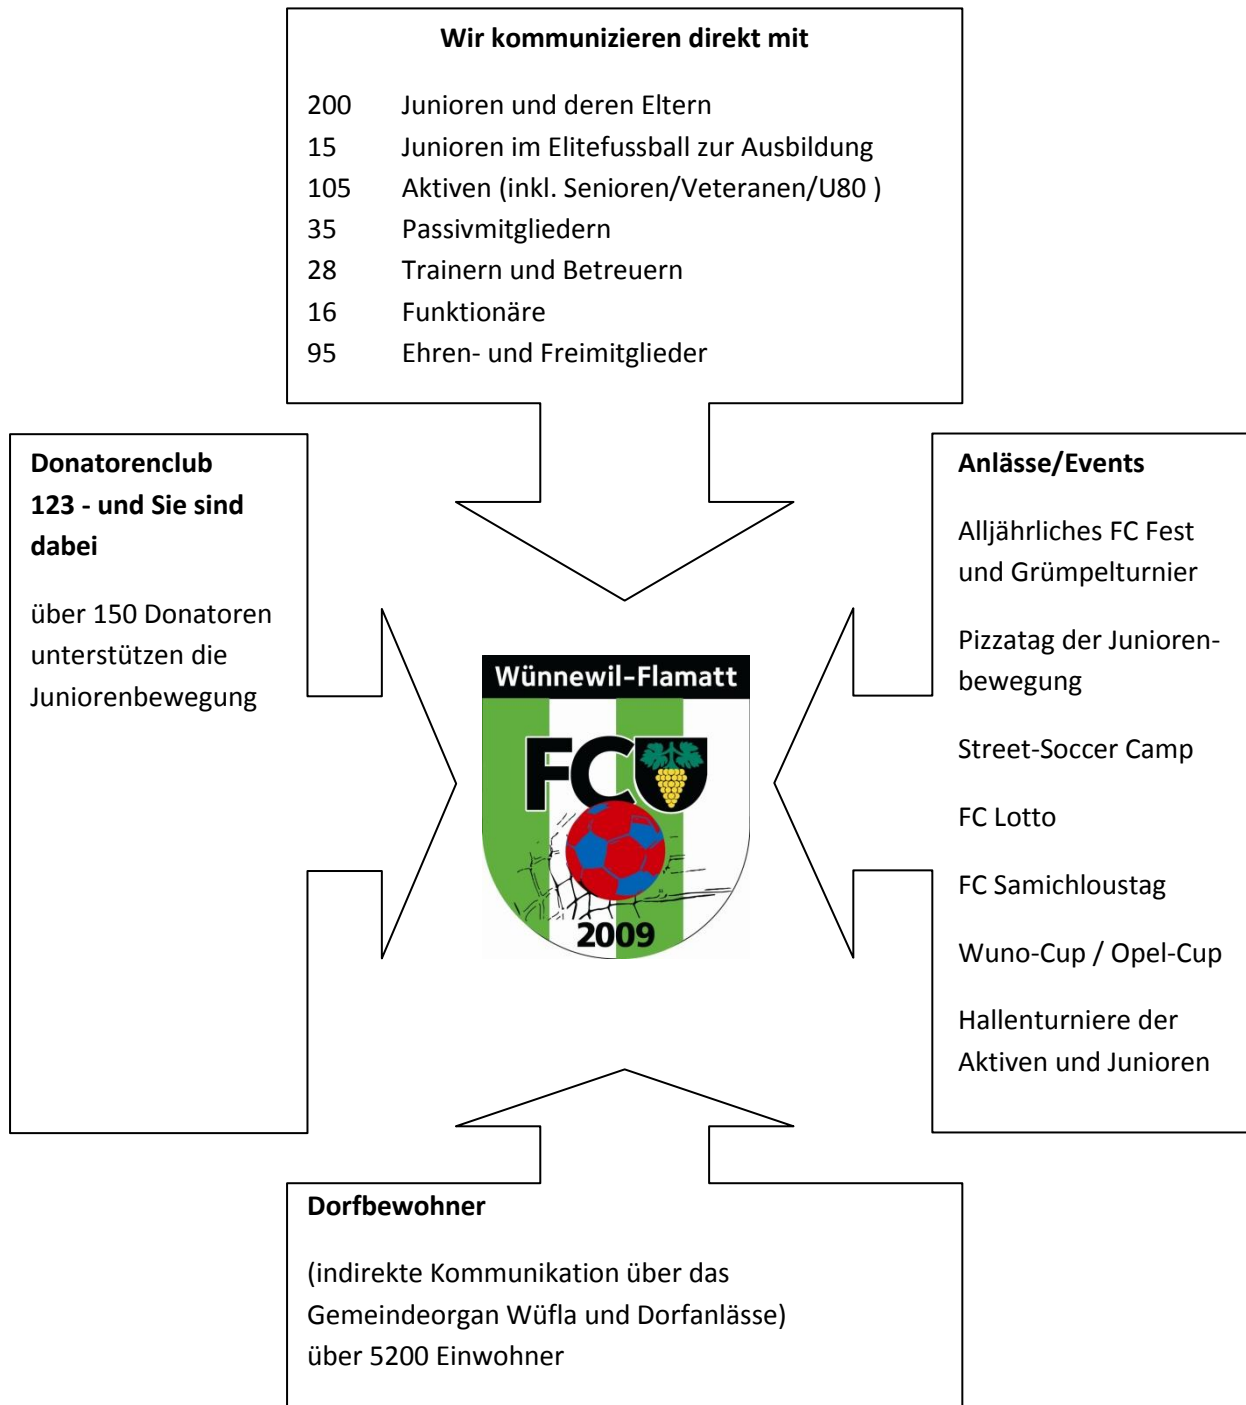 Wir kommunizieren direkt mit
200 Junioren und deren Eltern
15 Junioren im Elitefussball zur Ausbildung
105 Aktiven (inkl. Senioren/Veteranen/U80 )
35 Passivmitgliedern
28 Trainern und Betreuern
16 Funktionäre
95 Ehren- und Freimitglieder
Donatorenclub
123 - und Sie sind
dabei
über 150 Donatoren
unterstützen die
Juniorenbewegung
Wünnewil-Flamatt
FC
2009
Anlässe/Events
Alljährliches FC Fest
und Grümpelturnier
Pizzatag der Junioren-
bewegung
Street-Soccer Camp
FC Lotto
FC Samichloustag
Wuno-Cup / Opel-Cup
Hallenturniere der
Aktiven und Junioren
Dorfbewohner
(indirekte Kommunikation über das
Gemeindeorgan Wüfla und Dorfanlässe)
über 5200 Einwohner